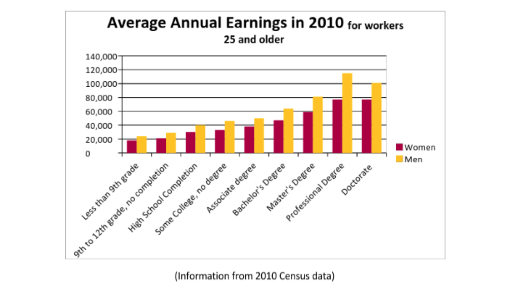 Average Annual Earnings in 2010 for workers
25 and older
140,000
120,000
100,000
80,000
60,000
40,000
20,000
0
Less than 9th grade
9th to 12th grade, no completion
High School Completion
Some College, no degree
Associate degree
Bachelor's Degree
Master's Degree
Professional Degree
Doctorate
Women
Men
(Information from 2010 Census data)